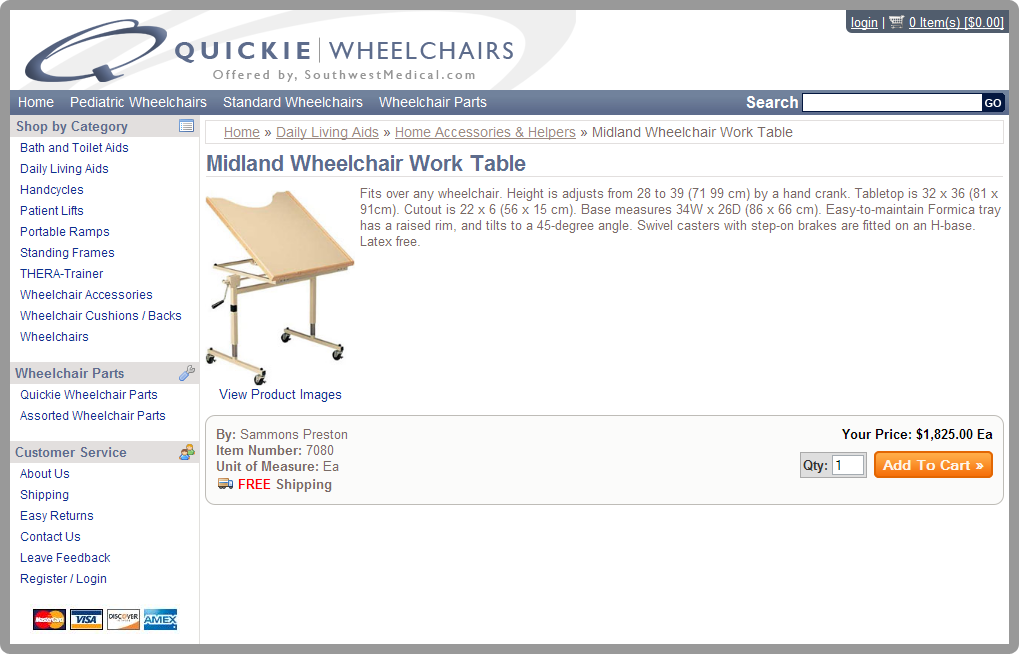 QUICKIE WHEELCHAIRS
Offered by, SouthwestMedical.com
login | 0 Item(s) [$0.00]
Home Pediatric Wheelchairs Standard Wheelchairs Wheelchair Parts Search GO
Shop by Category
Bath and Toilet Aids
Daily Living Aids
Handcycles
Patient Lifts
Portable Ramps
Standing Frames
THERA-Trainer
Wheelchair Accessories
Wheelchair Cushions / Backs
Wheelchairs
Wheelchair Parts
Quickie Wheelchair Parts
Assorted Wheelchair Parts
Customer Service
About Us
Shipping
Easy Returns
Contact Us
Leave Feedback
Register / Login
MasterCard VISA DISCOVER AMEX
Home » Daily Living Aids » Home Accessories & Helpers » Midland Wheelchair Work Table
Midland Wheelchair Work Table
Fits over any wheelchair. Height is adjusts from 28 to 39 (71 99 cm) by a hand crank. Tabletop is 32 x 36 (81 x
91cm). Cutout is 22 x 6 (56 x 15 cm). Base measures 34W x 26D (86 x 66 cm). Easy-to-maintain Formica tray
has a raised rim, and tilts to a 45-degree angle. Swivel casters with step-on brakes are fitted on an H-base.
Latex free.
View Product Images
By: Sammons Preston
Item Number: 7080
Unit of Measure: Ea
FREE Shipping
Your Price: $1,825.00 Ea
Qty: 1 Add To Cart »